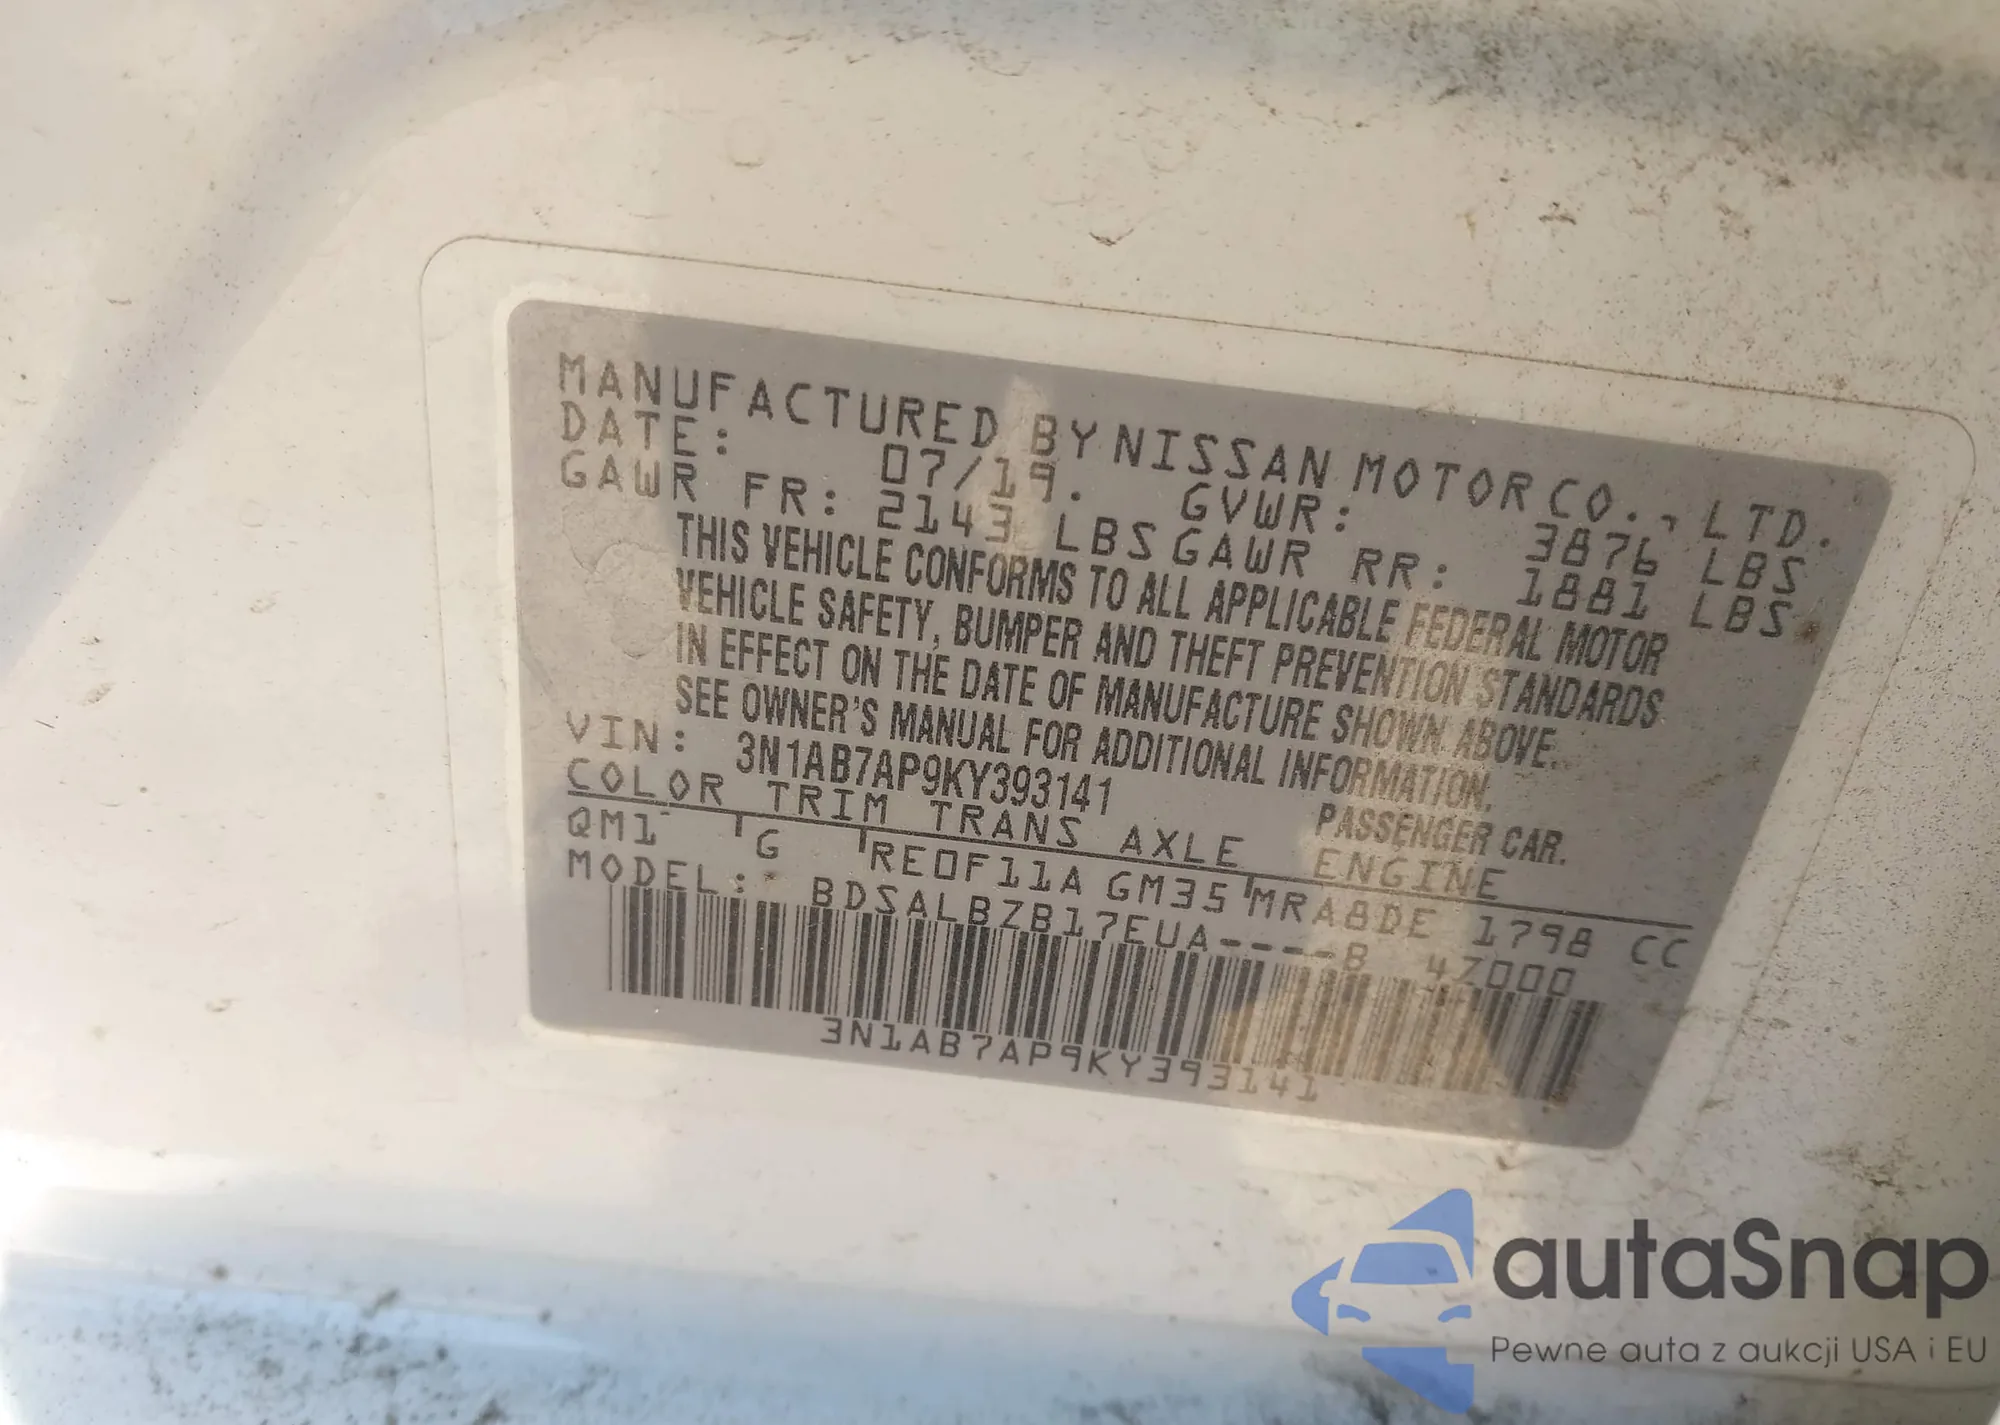 MANUFACTURED BY NISSAN MOTOR CO., LTD.
DATE: 07/19. GVWR: 3876 LBS
GAWR FR: 2143 LBS GAWR RR: 1881 LBS
THIS VEHICLE CONFORMS TO ALL APPLICABLE FEDERAL MOTOR
VEHICLE SAFETY, BUMPER AND THEFT PREVENTION STANDARDS
IN EFFECT ON THE DATE OF MANUFACTURE SHOWN ABOVE.
SEE OWNER'S MANUAL FOR ADDITIONAL INFORMATION.
VIN: 3N1AB7AP9KY393141 PASSENGER CAR.
COLOR TRIM TRANS AXLE ENGINE
QM1 G RE0F11A GM35 MRA8DE 1798 CC
MODEL: BDSALBZB17EUA----B 4Z000
3N1AB7AP9KY393141
autaSnap
Pewne auta z aukcji USA i EU